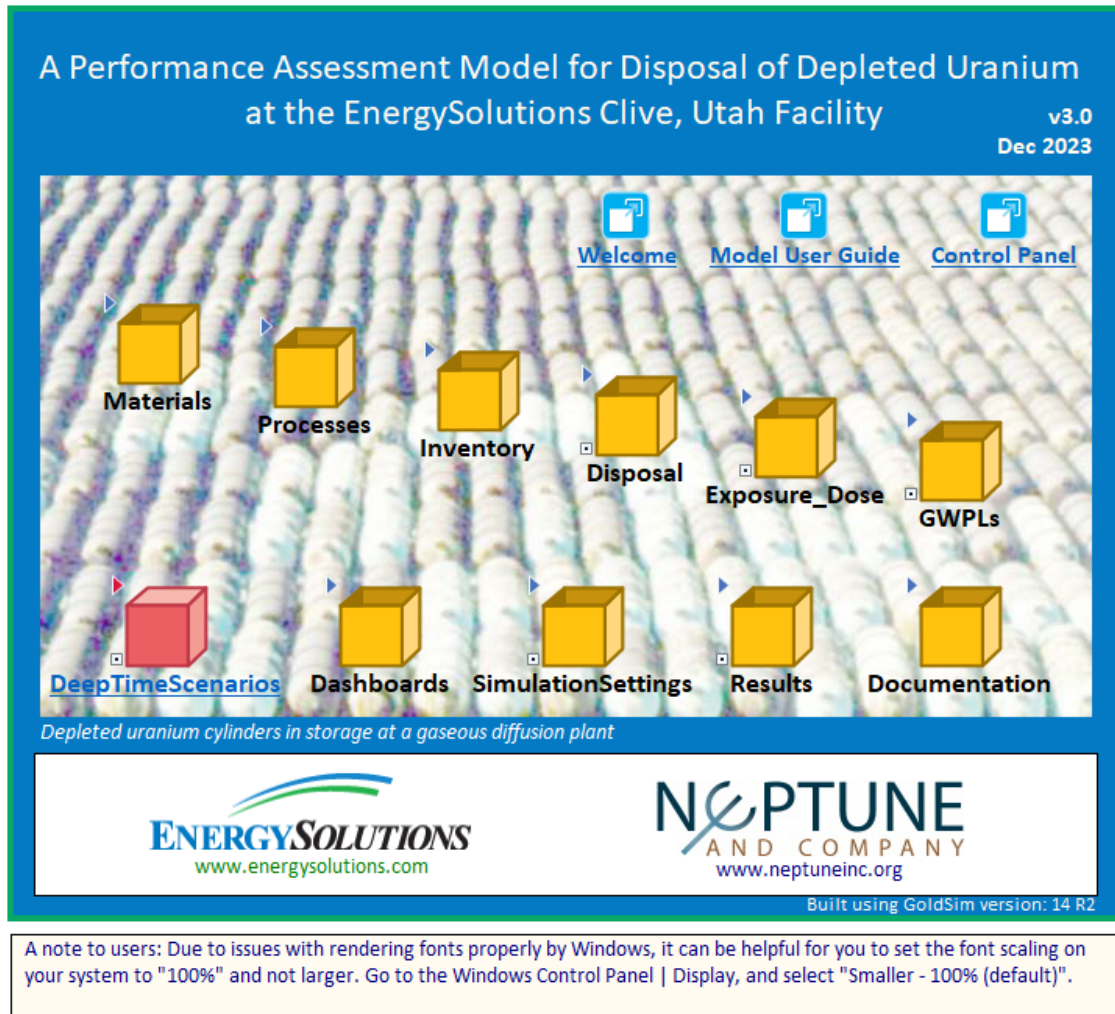 A Performance Assessment Model for Disposal of Depleted Uranium
at the EnergySolutions Clive, Utah Facility
v3.0
Dec 2023
Welcome
Model User Guide
Control Panel
Materials
Processes
Inventory
Disposal
Exposure_Dose
GWPLs
DeepTimeScenarios
Dashboards
SimulationSettings
Results
Documentation
Depleted uranium cylinders in storage at a gaseous diffusion plant
ENERGYSOLUTIONS
www.energysolutions.com
NEPTUNE
AND COMPANY
www.neptuneinc.org
Built using GoldSim version: 14 R2
A note to users: Due to issues with rendering fonts properly by Windows, it can be helpful for you to set the font scaling on
your system to "100%" and not larger. Go to the Windows Control Panel | Display, and select "Smaller - 100% (default)".